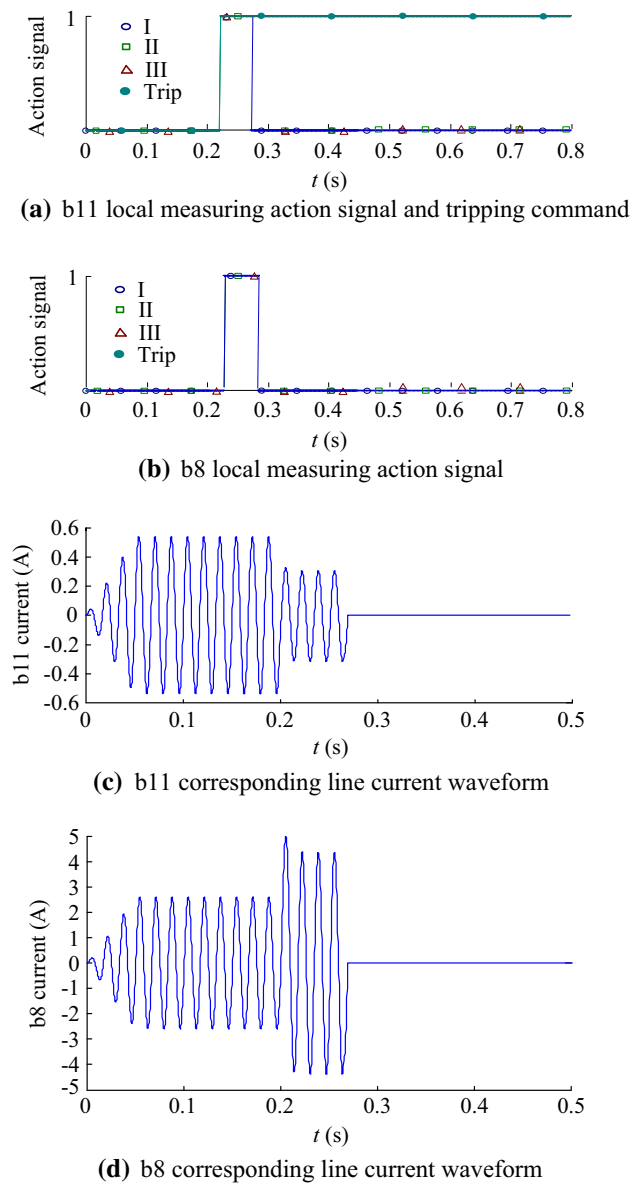 1
Action signal
I
II
III
Trip
0 0.1 0.2 0.3 0.4 0.5 0.6 0.7 0.8
t (s)
(a) b11 local measuring action signal and tripping command
1
Action signal
I
II
III
Trip
0 0.1 0.2 0.3 0.4 0.5 0.6 0.7 0.8
t (s)
(b) b8 local measuring action signal
b11 current (A)
0.6
0.4
0.2
0
-0.2
-0.4
-0.6
0 0.1 0.2 0.3 0.4 0.5
t (s)
(c) b11 corresponding line current waveform
b8 current (A)
5
4
3
2
1
0
-1
-2
-3
-4
-5
0 0.1 0.2 0.3 0.4 0.5
t (s)
(d) b8 corresponding line current waveform